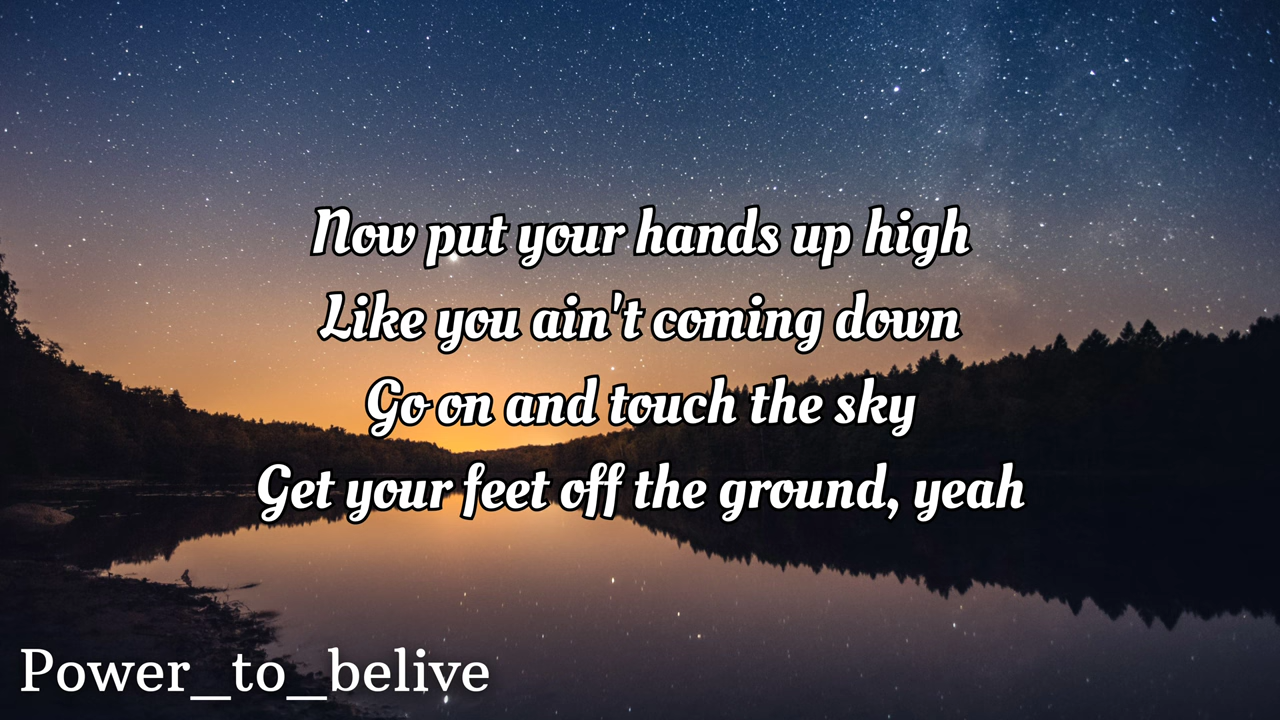 Now put your hands up high
Like you ain't coming down
Go on and touch the sky
Get your feet off the ground, yeah
Power_to_belive